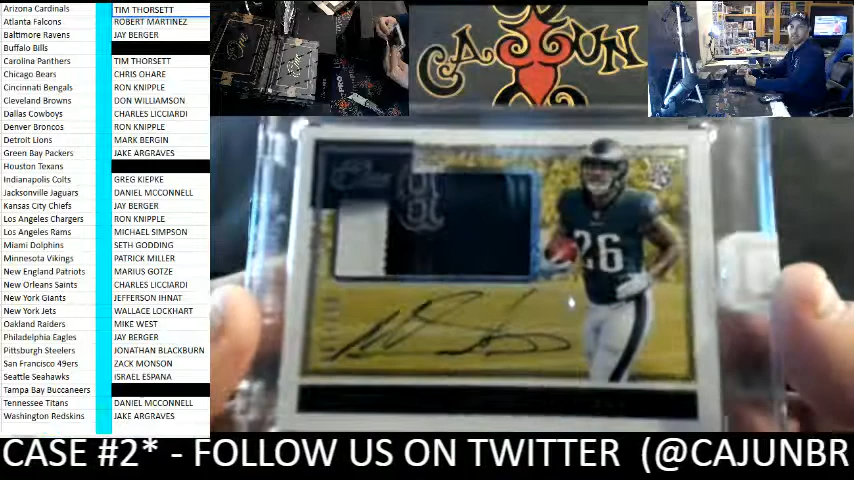 Arizona Cardinals TIM THORSETT
Atlanta Falcons ROBERT MARTINEZ
Baltimore Ravens JAY BERGER
Buffalo Bills
Carolina Panthers TIM THORSETT
Chicago Bears CHRIS OHARE
Cincinnati Bengals RON KNIPPLE
Cleveland Browns DON WILLIAMSON
Dallas Cowboys CHARLES LICCIARDI
Denver Broncos RON KNIPPLE
Detroit Lions MARK BERGIN
Green Bay Packers JAKE ARGRAVES
Houston Texans
Indianapolis Colts GREG KIEPKE
Jacksonville Jaguars DANIEL MCCONNELL
Kansas City Chiefs JAY BERGER
Los Angeles Chargers RON KNIPPLE
Los Angeles Rams MICHAEL SIMPSON
Miami Dolphins SETH GODDING
Minnesota Vikings PATRICK MILLER
New England Patriots MARIUS GOTZE
New Orleans Saints CHARLES LICCIARDI
New York Giants JEFFERSON IHNAT
New York Jets WALLACE LOCKHART
Oakland Raiders MIKE WEST
Philadelphia Eagles JAY BERGER
Pittsburgh Steelers JONATHAN BLACKBURN
San Francisco 49ers ZACK MONSON
Seattle Seahawks ISRAEL ESPANA
Tampa Bay Buccaneers
Tennessee Titans DANIEL MCCONNELL
Washington Redskins JAKE ARGRAVES
CAJUN
One
26
CASE #2* - FOLLOW US ON TWITTER (@CAJUNBR